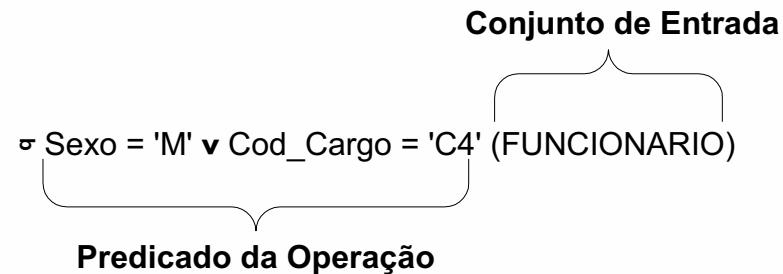 Conjunto de Entrada
σ Sexo = 'M' v Cod_Cargo = 'C4' (FUNCIONARIO)
Predicado da Operação